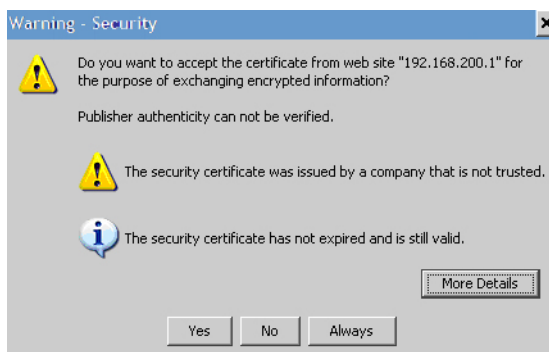 Warning - Security
Do you want to accept the certificate from web site "192.168.200.1" for
the purpose of exchanging encrypted information?
Publisher authenticity can not be verified.
The security certificate was issued by a company that is not trusted.
The security certificate has not expired and is still valid.
More Details
Yes No Always